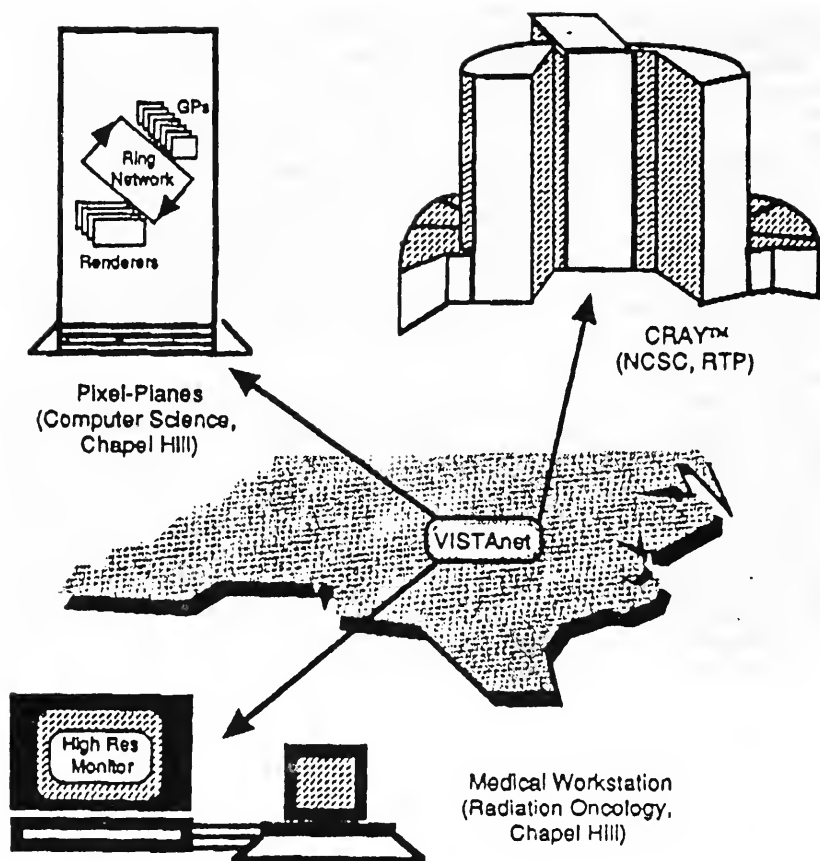 GPs
Ring
Network
Renderers
CRAY™
(NCSC, RTP)
Pixel-Planes
(Computer Science,
Chapel Hill)
VISTAnet
High Res
Monitor
Medical Workstation
(Radiation Oncology,
Chapel Hill)